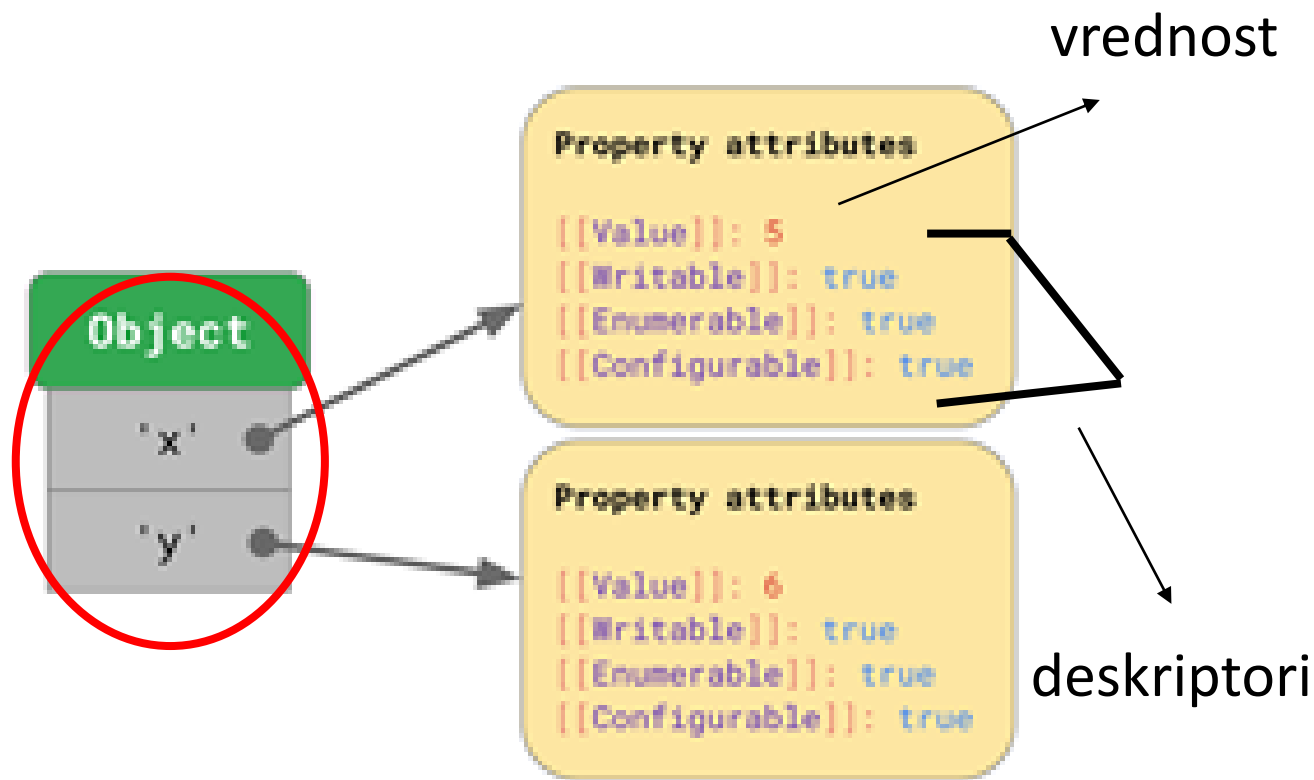 vrednost
Property attributes
[[Value]]: 5
[[Writable]]: true
[[Enumerable]]: true
[[Configurable]]: true
Object
'x'
'y'
Property attributes
[[Value]]: 6
[[Writable]]: true
[[Enumerable]]: true
[[Configurable]]: true
deskriptori